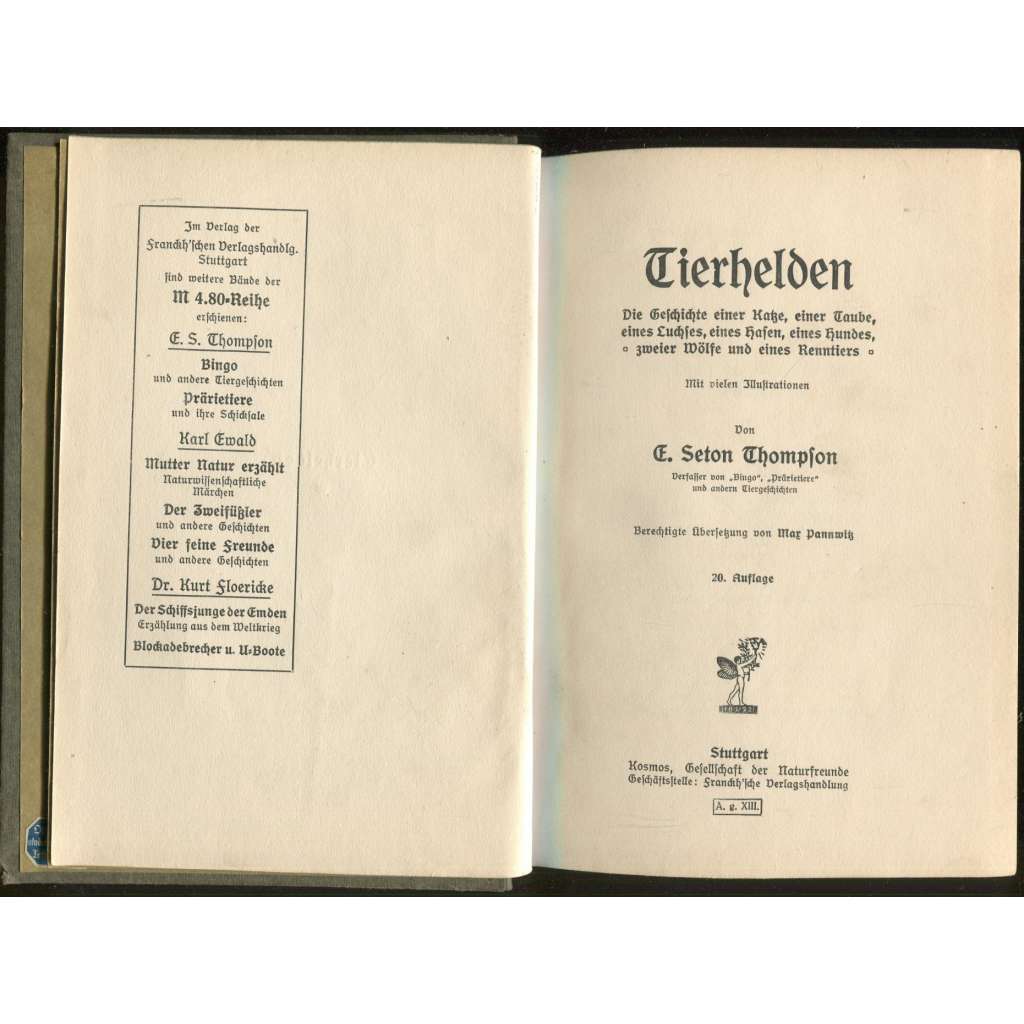 Im Verlag der
Franckh'schen Verlagshandlg.
Stuttgart
sind weitere Bände der
M 4.80=Reihe
erschienen:
E. S. Thompson
Bingo
und andere Tiergeschichten
Prärietiere
und ihre Schicksale
Karl Ewald
Mutter Natur erzählt
Naturwissenschaftliche
Märchen
Der Zweifüßler
und andere Geschichten
Vier feine Freunde
und andere Geschichten
Dr. Kurt Floericke
Der Schiffsjunge der Emden
Erzählung aus dem Weltkrieg
Blockadebrecher u. U=Boote
Tierhelden
Die Geschichte einer Katze, einer Taube,
eines Luchses, eines Hasen, eines Hundes,
zweier Wölfe und eines Renntiers
Mit vielen Illustrationen
Von
E. Seton Thompson
Verfasser von „Bingo“, „Prärietiere“
und andern Tiergeschichten
Berechtigte Übersetzung von Max Pannwitz
20. Auflage
Stuttgart
Kosmos, Gesellschaft der Naturfreunde
Geschäftsstelle: Franckh'sche Verlagshandlung
A. g. XIII.